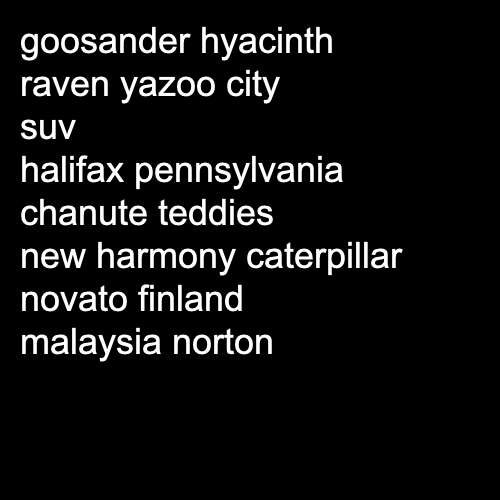 goosander hyacinth
raven yazoo city
suv
halifax pennsylvania
chanute teddies
new harmony caterpillar
novato finland
malaysia norton